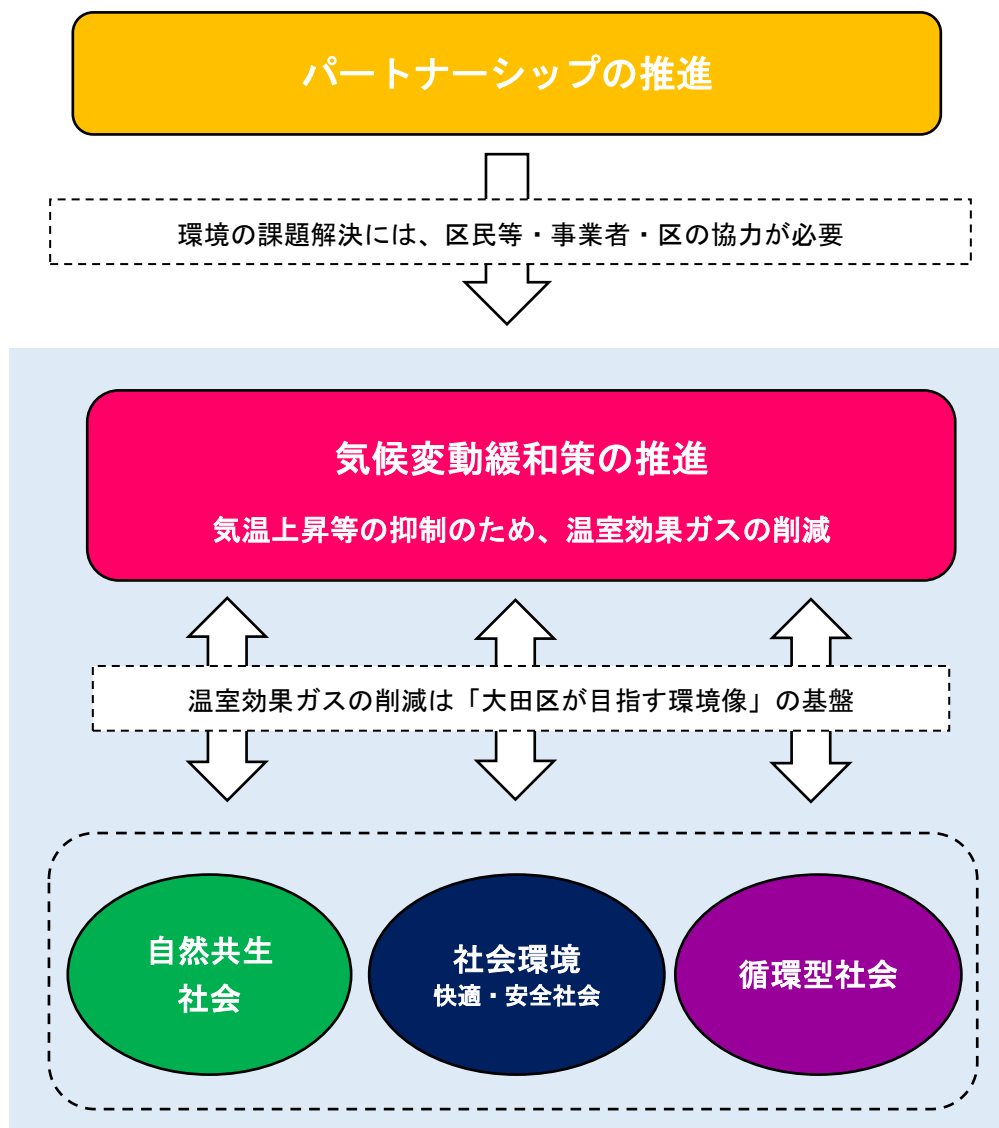 パートナーシップの推進
環境の課題解決には、区民等・事業者・区の協力が必要
気候変動緩和策の推進
気温上昇等の抑制のため、温室効果ガスの削減
温室効果ガスの削減は「大田区が目指す環境像」の基盤
自然共生
社会
社会環境
快適・安全社会
循環型社会